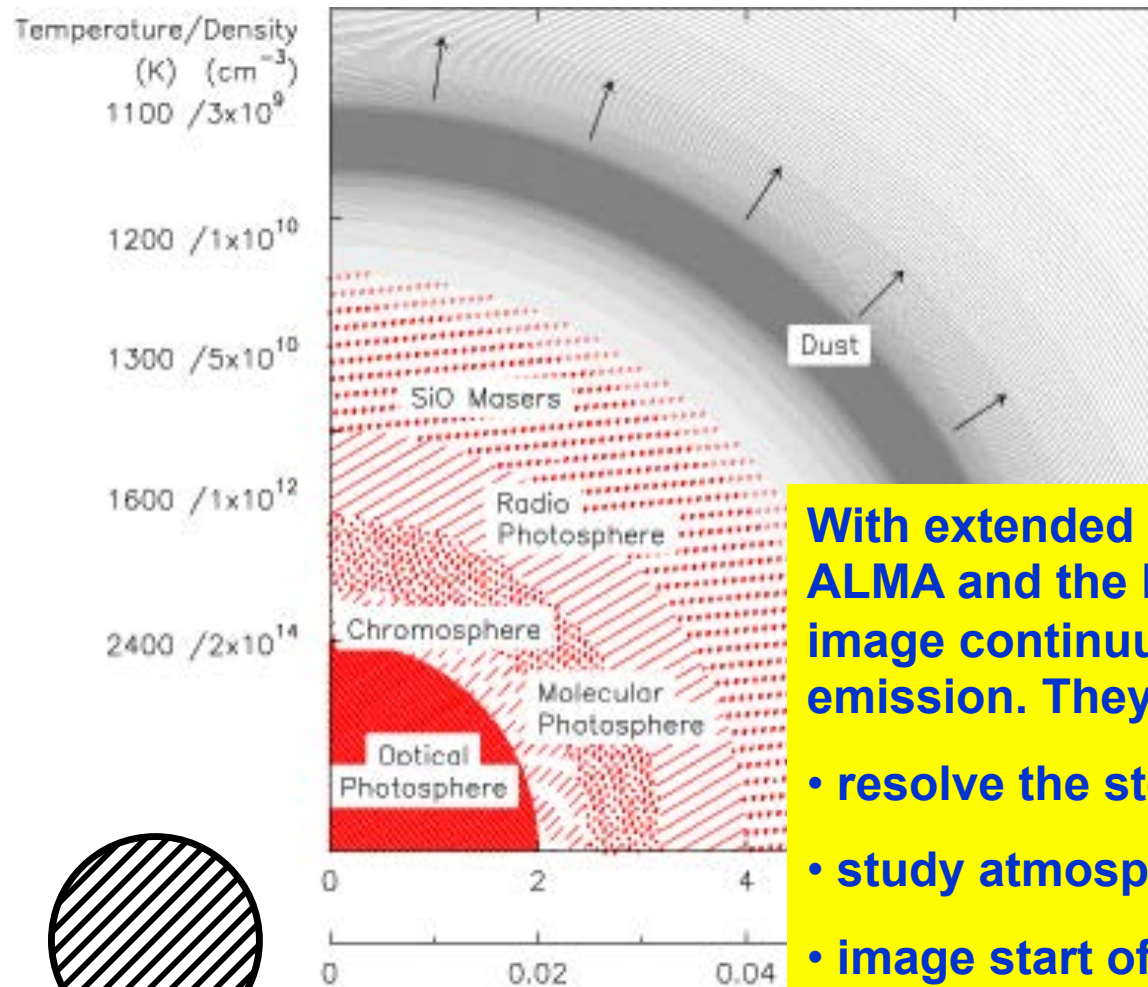 Temperature/Density
(K) (cm⁻³)
1100 /3x10⁹
1200 /1x10¹⁰
1300 /5x10¹⁰
1600 /1x10¹²
2400 /2x10¹⁴
Dust
SiO Masers
Radio
Photosphere
Chromosphere
Molecular
Photosphere
Optical
Photosphere
0 2 4
0 0.02 0.04
With extended
ALMA and the
image continu
emission. They
• resolve the st
• study atmosp
• image start of